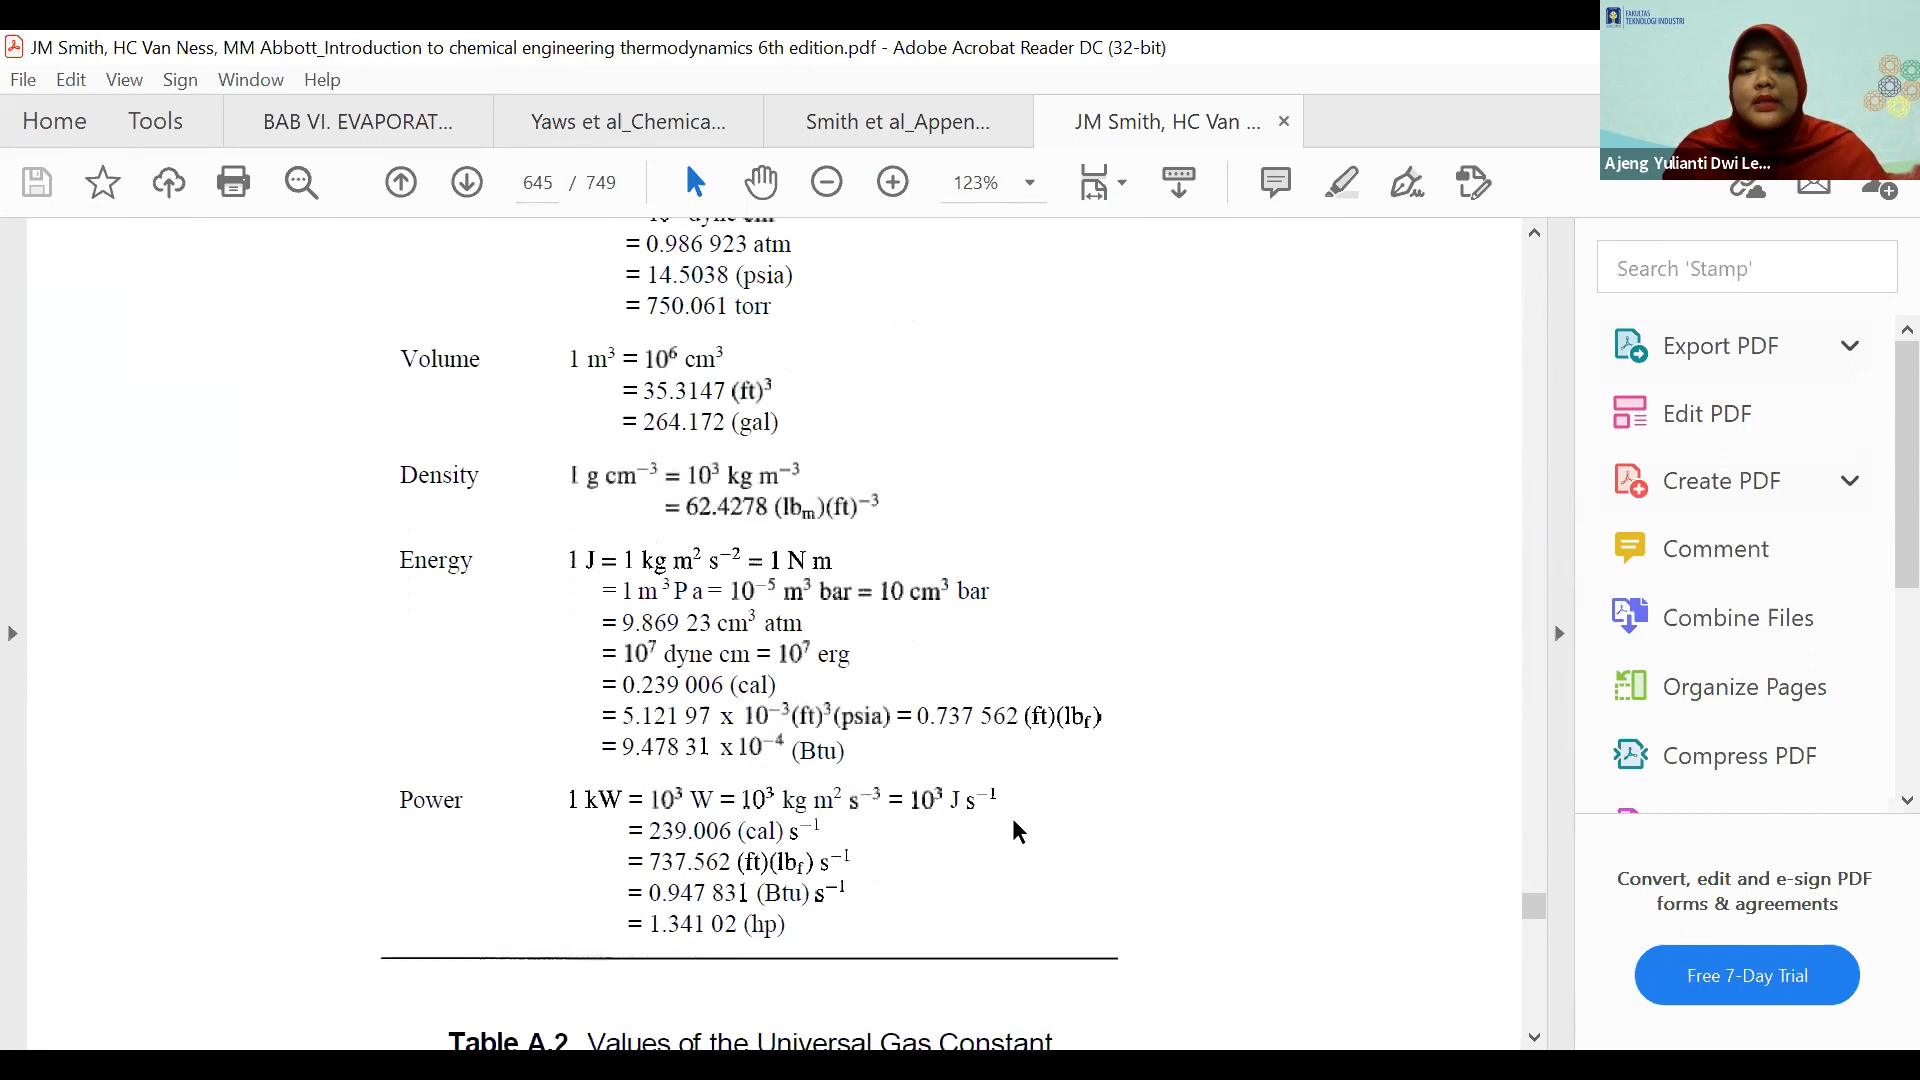 FAKULTAS
TEKNOLOGI INDUSTRI
Ajeng Yulianti Dwi Le...
JM Smith, HC Van Ness, MM Abbott_Introduction to chemical engineering thermodynamics 6th edition.pdf - Adobe Acrobat Reader DC (32-bit)
File Edit View Sign Window Help
Home Tools BAB VI. EVAPORAT... Yaws et al_Chemica... Smith et al_Appen... JM Smith, HC Van ... ×
645 / 749 123%
= 0.986 923 atm
= 14.5038 (psia)
= 750.061 torr
Volume 1 m³ = 10⁶ cm³
= 35.3147 (ft)³
= 264.172 (gal)
Density 1 g cm⁻³ = 10³ kg m⁻³
= 62.4278 (lbₘ)(ft)⁻³
Energy 1 J = 1 kg m² s⁻² = 1 N m
= 1 m³ Pa = 10⁻⁵ m³ bar = 10 cm³ bar
= 9.869 23 cm³ atm
= 10⁷ dyne cm = 10⁷ erg
= 0.239 006 (cal)
= 5.121 97 x 10⁻³(ft)³(psia) = 0.737 562 (ft)(lbf)
= 9.478 31 x 10⁻⁴ (Btu)
Power 1 kW = 10³ W = 10³ kg m² s⁻³ = 10³ J s⁻¹
= 239.006 (cal) s⁻¹
= 737.562 (ft)(lbf) s⁻¹
= 0.947 831 (Btu) s⁻¹
= 1.341 02 (hp)
Table A.2 Values of the Universal Gas Constant
Search 'Stamp'
Export PDF
Edit PDF
Create PDF
Comment
Combine Files
Organize Pages
Compress PDF
Convert, edit and e-sign PDF
forms & agreements
Free 7-Day Trial